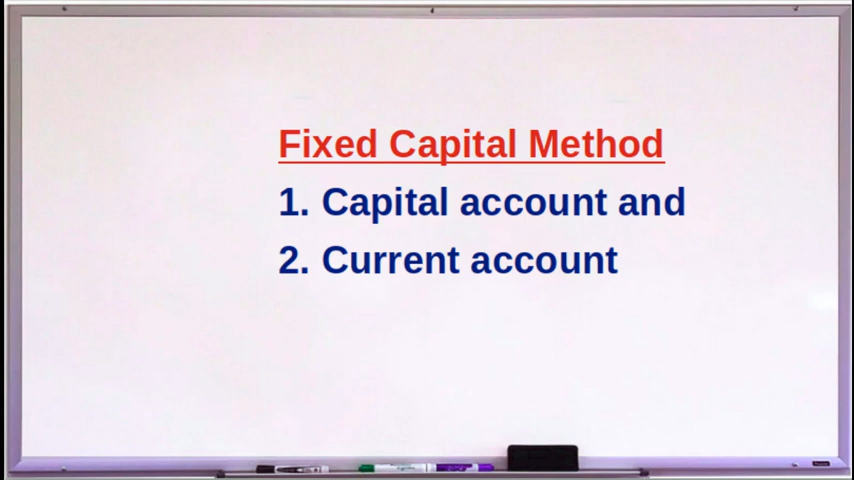 Fixed Capital Method
1. Capital account and
2. Current account